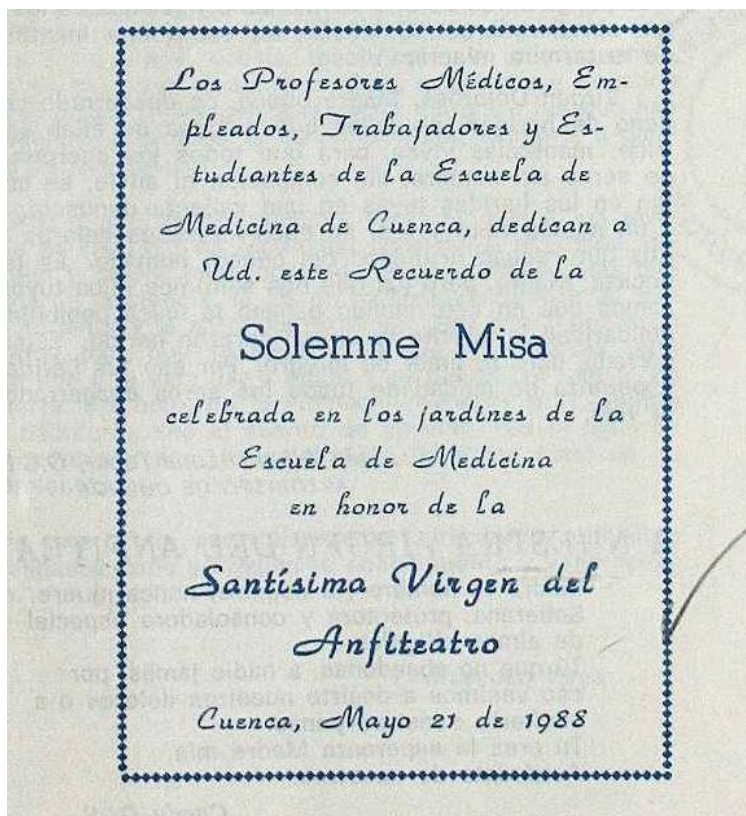 Los Profesores Médicos, Em-
pleados, Trabajadores y Es-
tudiantes de la Escuela de
Medicina de Cuenca, dedican a
Ud. este Recuerdo de la
Solemne Misa
celebrada en los jardines de la
Escuela de Medicina
en honor de la
Santísima Virgen del
Anfiteatro
Cuenca, Mayo 21 de 1988